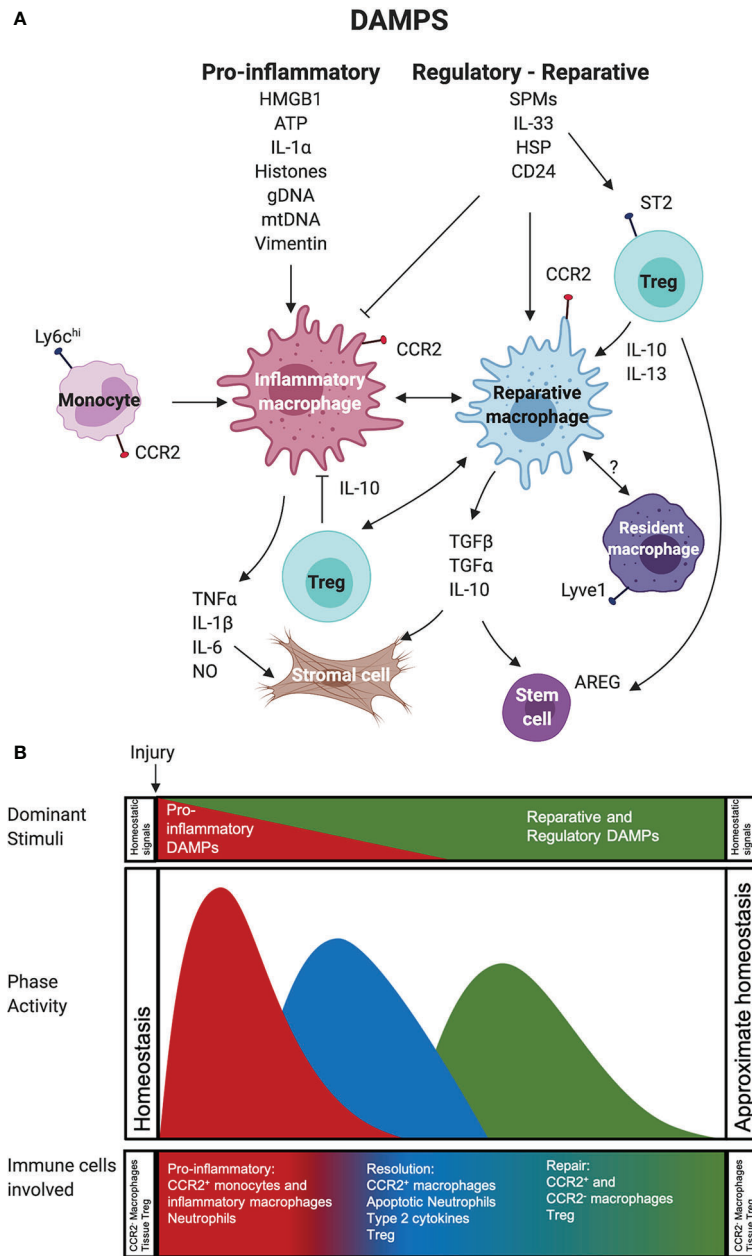 A
DAMPS
Pro-inflammatory
HMGB1
ATP
IL-1α
Histones
gDNA
mtDNA
Vimentin
Regulatory - Reparative
SPMs
IL-33
HSP
CD24
ST2
Treg
CCR2
IL-10
IL-13
Ly6c^hi
Monocyte
CCR2
Inflammatory
macrophage
CCR2
Reparative
macrophage
?
Resident
macrophage
Lyve1
IL-10
Treg
TNFα
IL-1β
IL-6
NO
TGFβ
TGFα
IL-10
Stromal cell
Stem
cell
AREG
B
Injury
Dominant
Stimuli
Homeostatic
signals
Pro-
inflammatory
DAMPs
Reparative and
Regulatory DAMPs
Homeostatic
signals
Phase
Activity
Homeostasis
Approximate homeostasis
Immune cells
involved
CCR2⁻ Macrophages
Tissue Treg
Pro-inflammatory:
CCR2⁺ monocytes and
inflammatory macrophages
Neutrophils
Resolution:
CCR2⁺ macrophages
Apoptotic Neutrophils
Type 2 cytokines
Treg
Repair:
CCR2⁺ and
CCR2⁻ macrophages
Treg
CCR2⁻ Macrophages
Tissue Treg